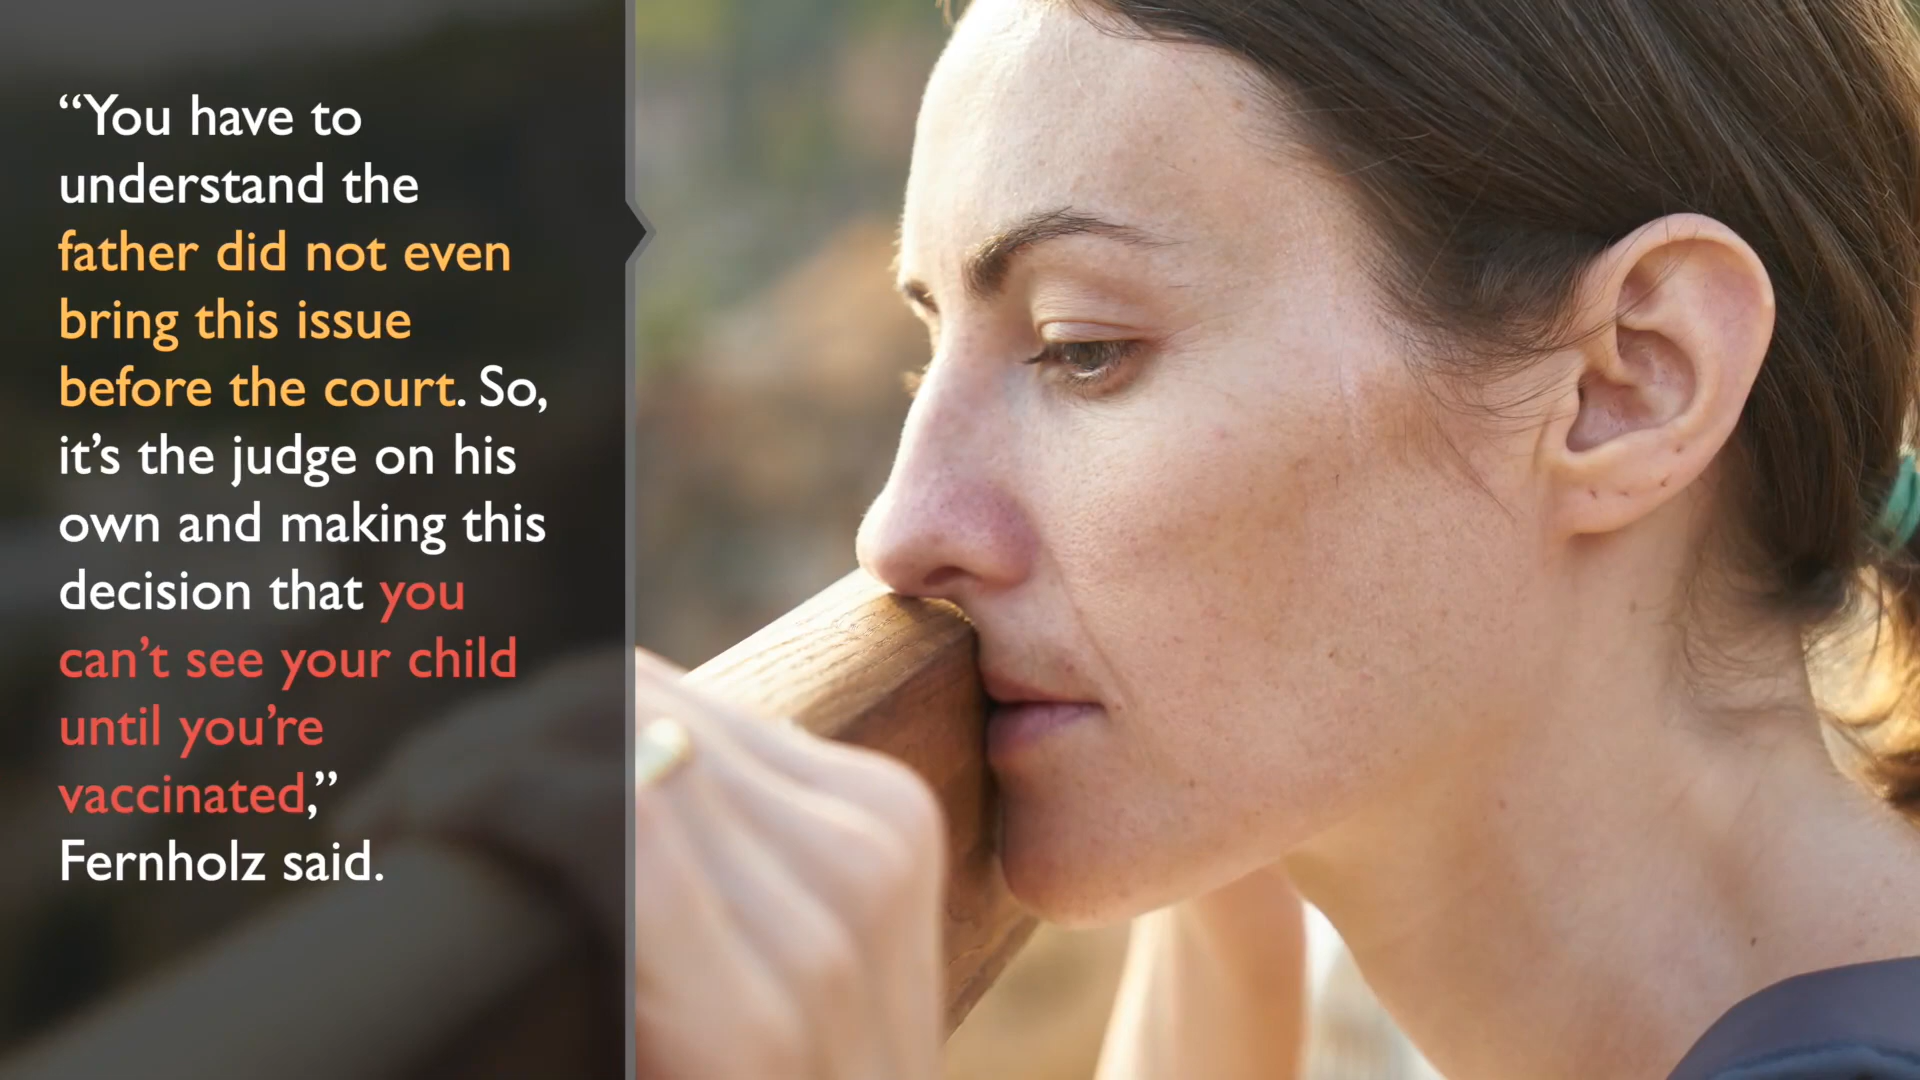 “You have to
understand the
father did not even
bring this issue
before the court. So,
it’s the judge on his
own and making this
decision that you
can’t see your child
until you’re
vaccinated,”
Fernholz said.